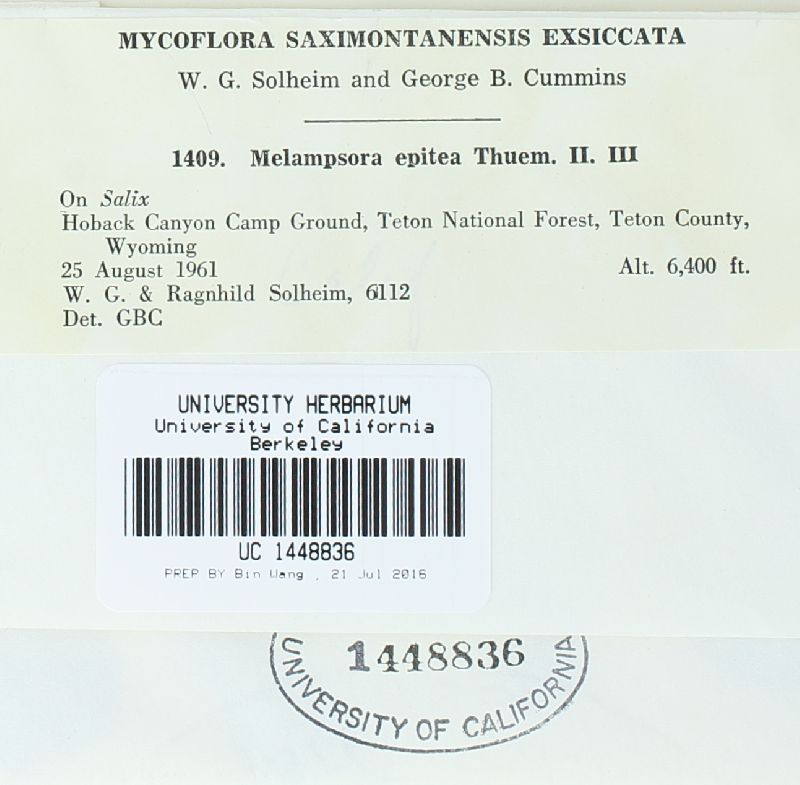 MYCOFLORA SAXIMONTANENSIS EXSICCATA
W. G. Solheim and George B. Cummins
1409. Melampsora epitea Thuem. II. III
On Salix
Hoback Canyon Camp Ground, Teton National Forest, Teton County,
Wyoming
25 August 1961 Alt. 6,400 ft.
W. G. & Ragnhild Solheim, 6112
Det. GBC
UNIVERSITY HERBARIUM
University of California
Berkeley
UC 1448836
PREP BY Bin Wang , 21 Jul 2016
1448836
UNIVERSITY OF CALIFORNIA